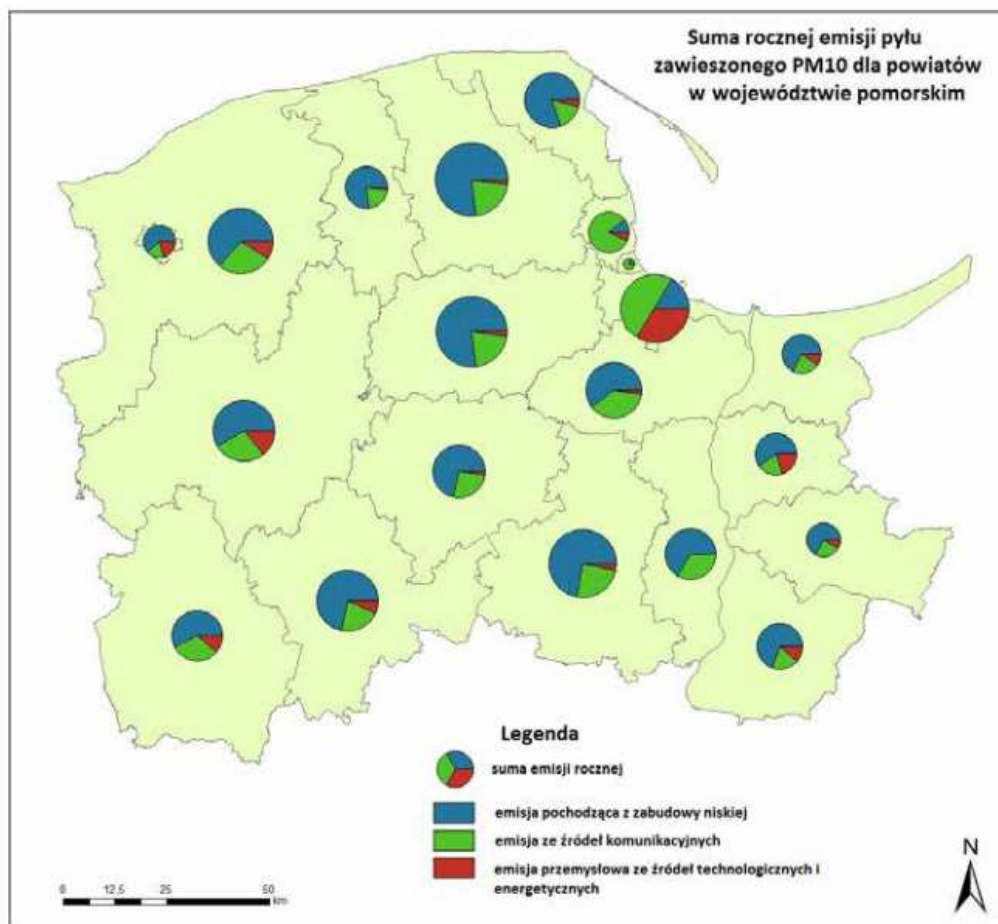 Suma rocznej emisji pyłu
zawieszonego PM10 dla powiatów
w województwie pomorskim
Legenda
suma emisji rocznej
emisja pochodząca z zabudowy niskiej
emisja ze źródeł komunikacyjnych
emisja przemysłowa ze źródeł technologicznych i
energetycznych
0 12,5 25 50
km
N